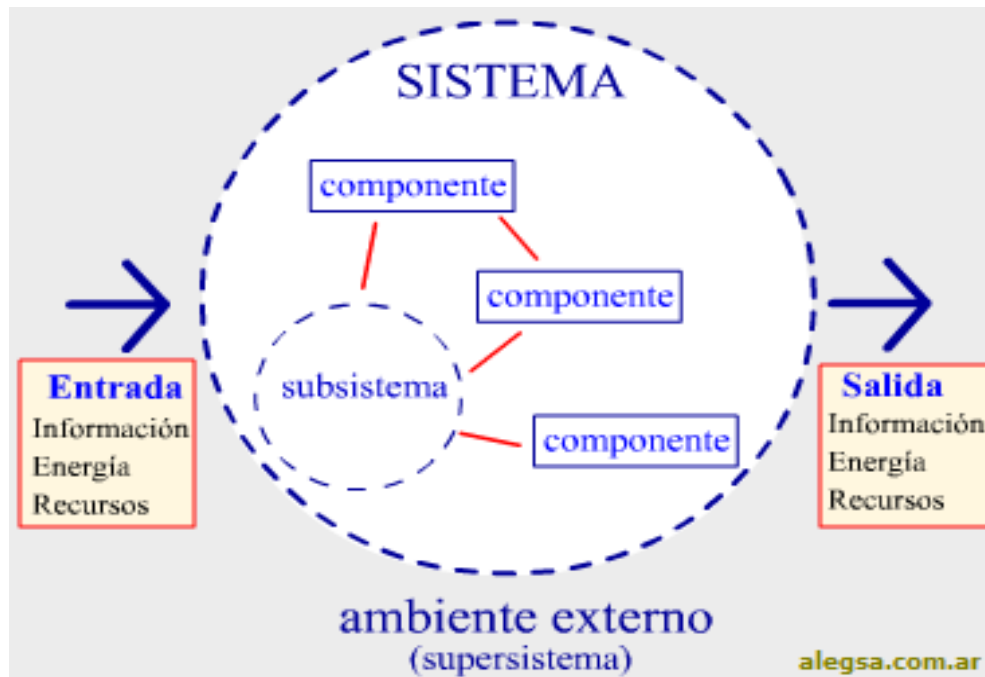 SISTEMA
componente
componente
subsistema
componente
Entrada
Información
Energía
Recursos
Salida
Información
Energía
Recursos
ambiente externo
(supersistema)
alegsa.com.ar